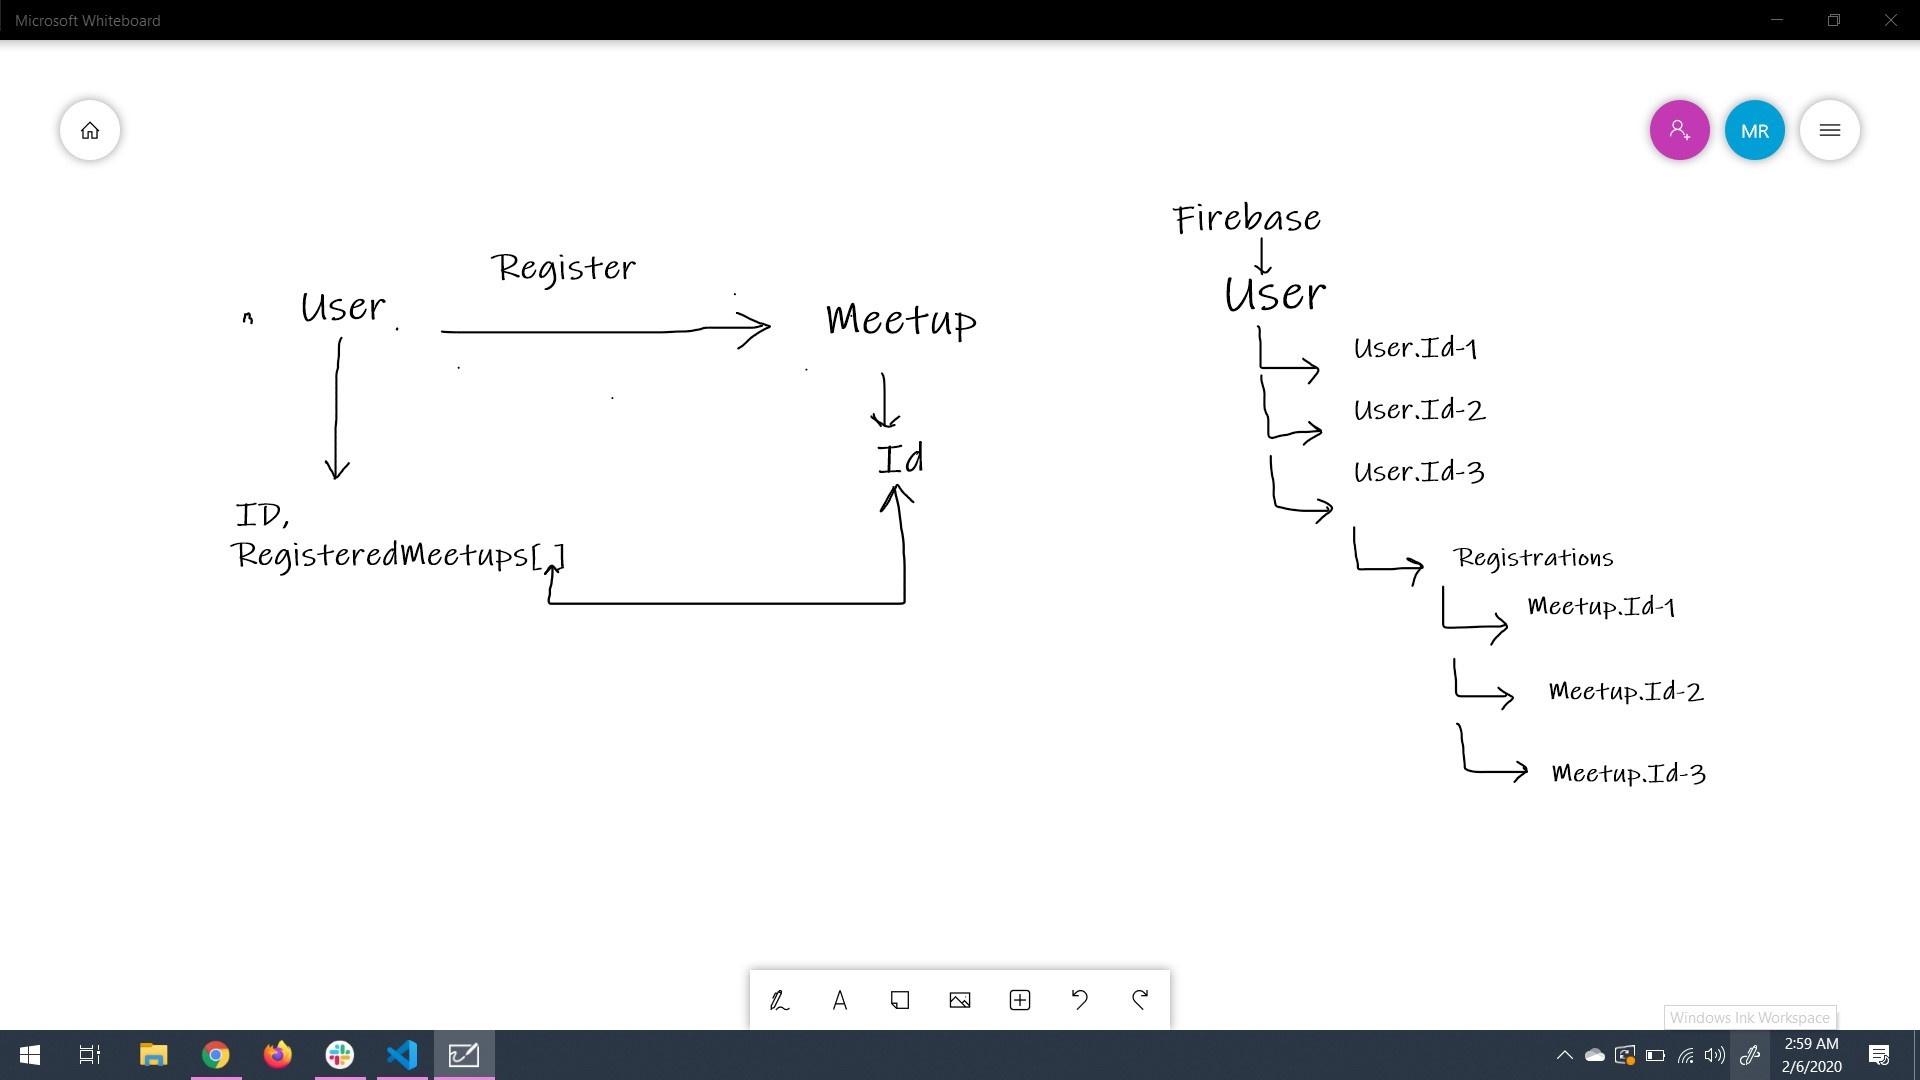 Microsoft Whiteboard
MR
Register
User
Meetup
Id
ID,
RegisteredMeetups[ ]
Firebase
User
User.Id-1
User.Id-2
User.Id-3
Registrations
Meetup.Id-1
Meetup.Id-2
Meetup.Id-3
A
Windows Ink Workspace
2:59 AM
2/6/2020